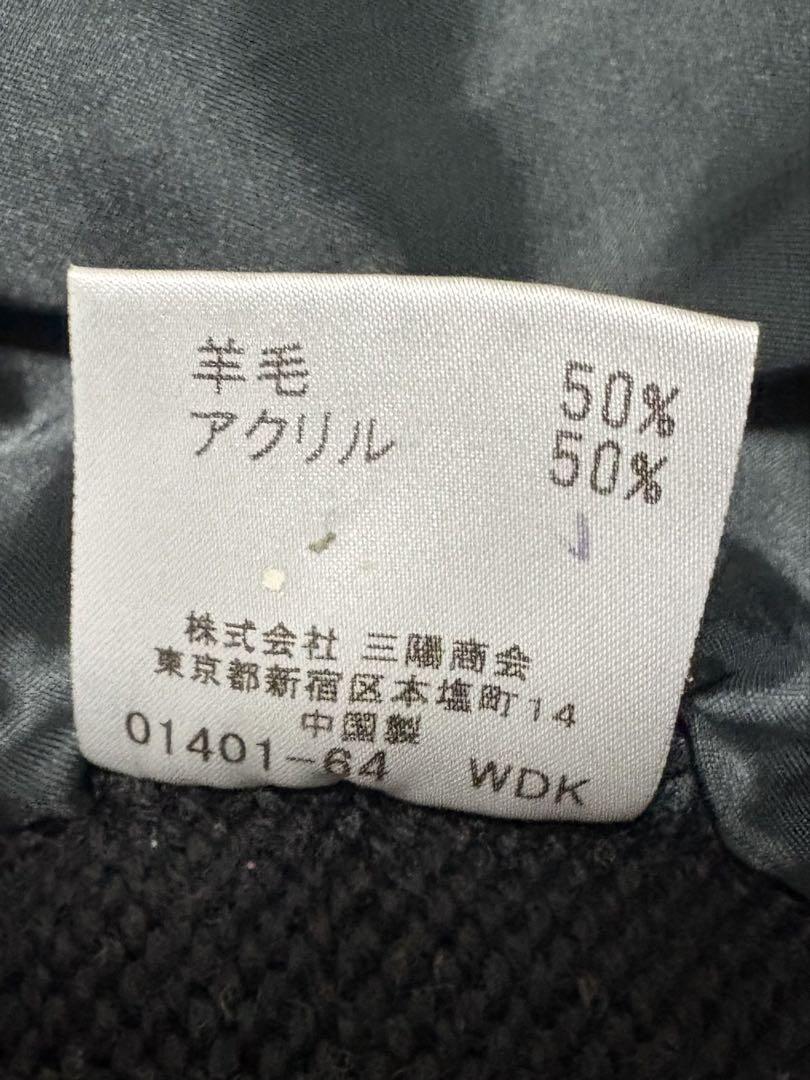 羊毛 50%
アクリル 50%
株式会社 三陽商会
東京都新宿区本塩町14
中国製
01401-64 WDK